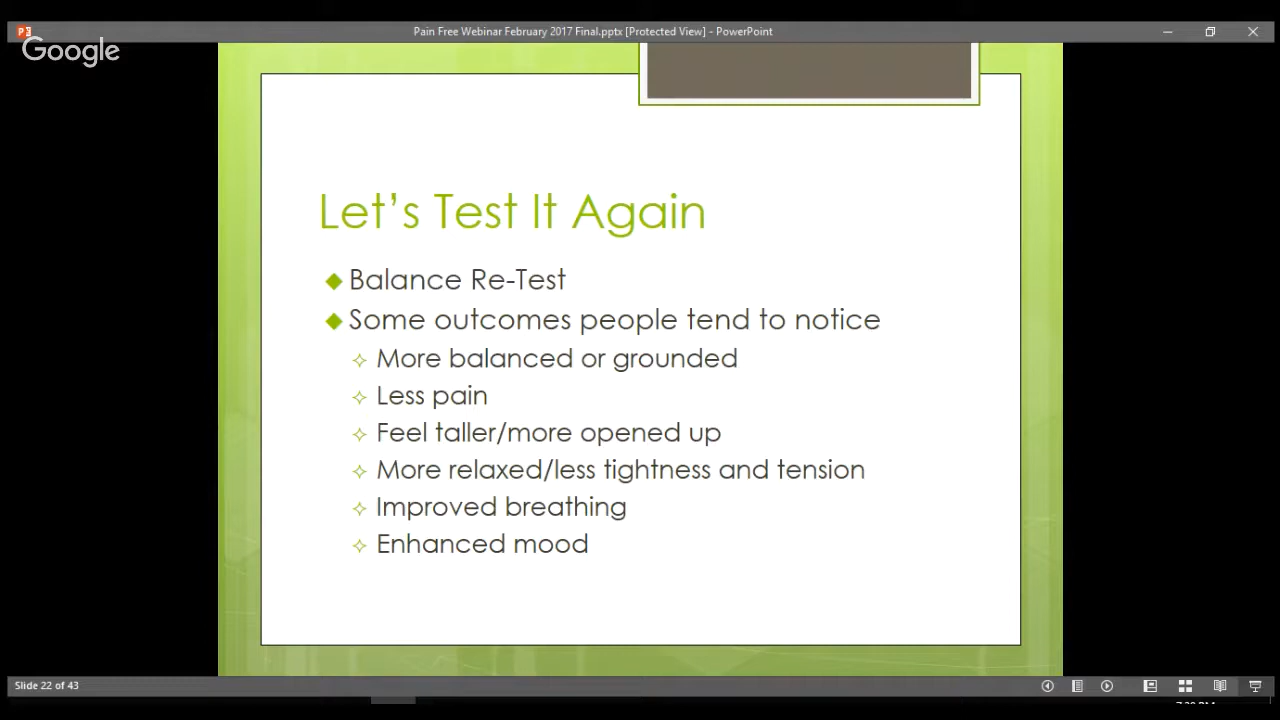 Pain Free Webinar February 2017 Final.pptx [Protected View] - PowerPoint
Google
Let's Test It Again
Balance Re-Test
Some outcomes people tend to notice
More balanced or grounded
Less pain
Feel taller/more opened up
More relaxed/less tightness and tension
Improved breathing
Enhanced mood
Slide 22 of 43